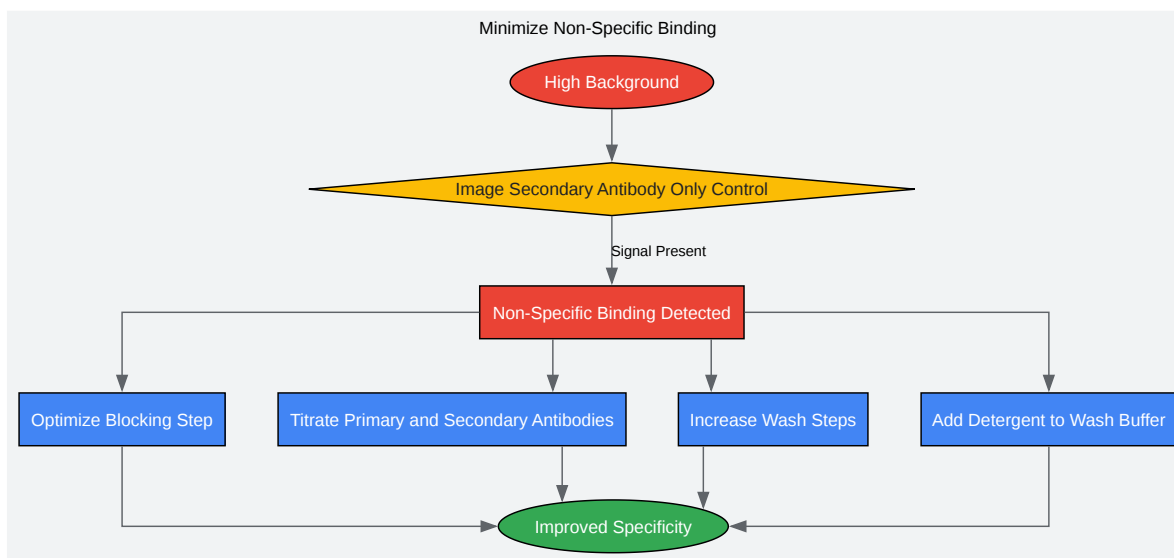 Minimize Non-Specific Binding
High Background
Image Secondary Antibody Only Control
Signal Present
Non-Specific Binding Detected
Optimize Blocking Step
Titrate Primary and Secondary Antibodies
Increase Wash Steps
Add Detergent to Wash Buffer
Improved Specificity